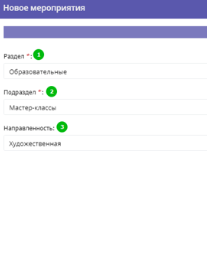 Новое мероприятия
Раздел *: 1
Образовательные
Подраздел *: 2
Мастер-классы
Направленность: 3
Художественная